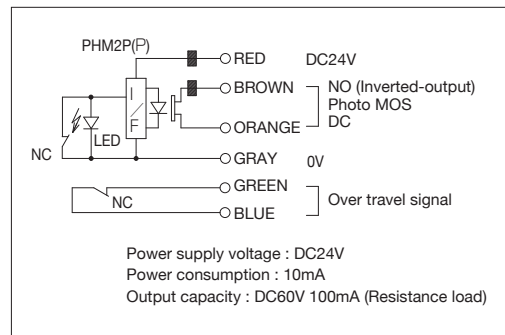 PHM2P(P)
RED DC24V
BROWN NO (Inverted-output)
Photo MOS
ORANGE DC
I/F
LED
NC
GRAY 0V
GREEN
NC Over travel signal
BLUE
Power supply voltage : DC24V
Power consumption : 10mA
Output capacity : DC60V 100mA (Resistance load)